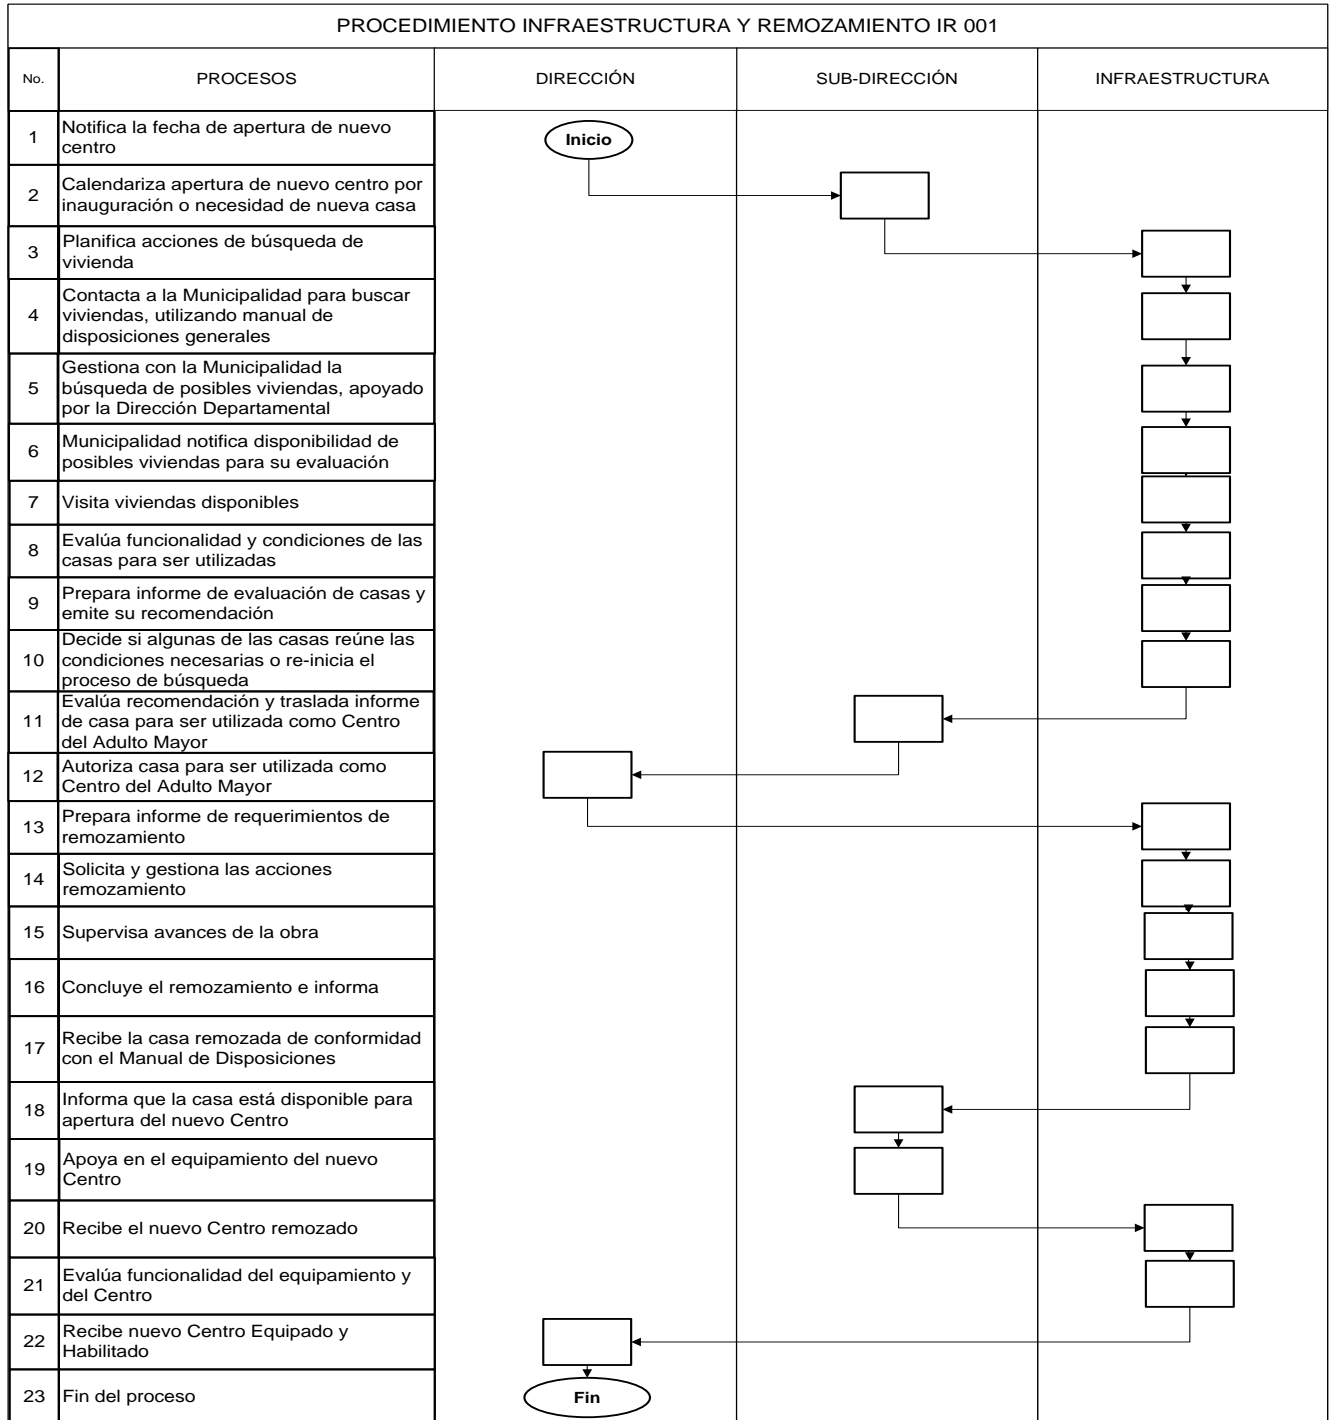 PROCEDIMIENTO INFRAESTRUCTURA Y REMOZAMIENTO IR 001
No.
PROCESOS
DIRECCIÓN
SUB-DIRECCIÓN
INFRAESTRUCTURA
1
Notifica la fecha de apertura de nuevo
centro
Inicio
2
Calendariza apertura de nuevo centro por
inauguración o necesidad de nueva casa
3
Planifica acciones de búsqueda de
vivienda
4
Contacta a la Municipalidad para buscar
viviendas, utilizando manual de
disposiciones generales
5
Gestiona con la Municipalidad la
búsqueda de posibles viviendas, apoyado
por la Dirección Departamental
6
Municipalidad notifica disponibilidad de
posibles viviendas para su evaluación
7
Visita viviendas disponibles
8
Evalúa funcionalidad y condiciones de las
casas para ser utilizadas
9
Prepara informe de evaluación de casas y
emite su recomendación
10
Decide si algunas de las casas reúne las
condiciones necesarias o re-inicia el
proceso de búsqueda
11
Evalúa recomendación y traslada informe
de casa para ser utilizada como Centro
del Adulto Mayor
12
Autoriza casa para ser utilizada como
Centro del Adulto Mayor
13
Prepara informe de requerimientos de
remozamiento
14
Solicita y gestiona las acciones
remozamiento
15
Supervisa avances de la obra
16
Concluye el remozamiento e informa
17
Recibe la casa remozada de conformidad
con el Manual de Disposiciones
18
Informa que la casa está disponible para
apertura del nuevo Centro
19
Apoya en el equipamiento del nuevo
Centro
20
Recibe el nuevo Centro remozado
21
Evalúa funcionalidad del equipamiento y
del Centro
22
Recibe nuevo Centro Equipado y
Habilitado
23
Fin del proceso
Fin